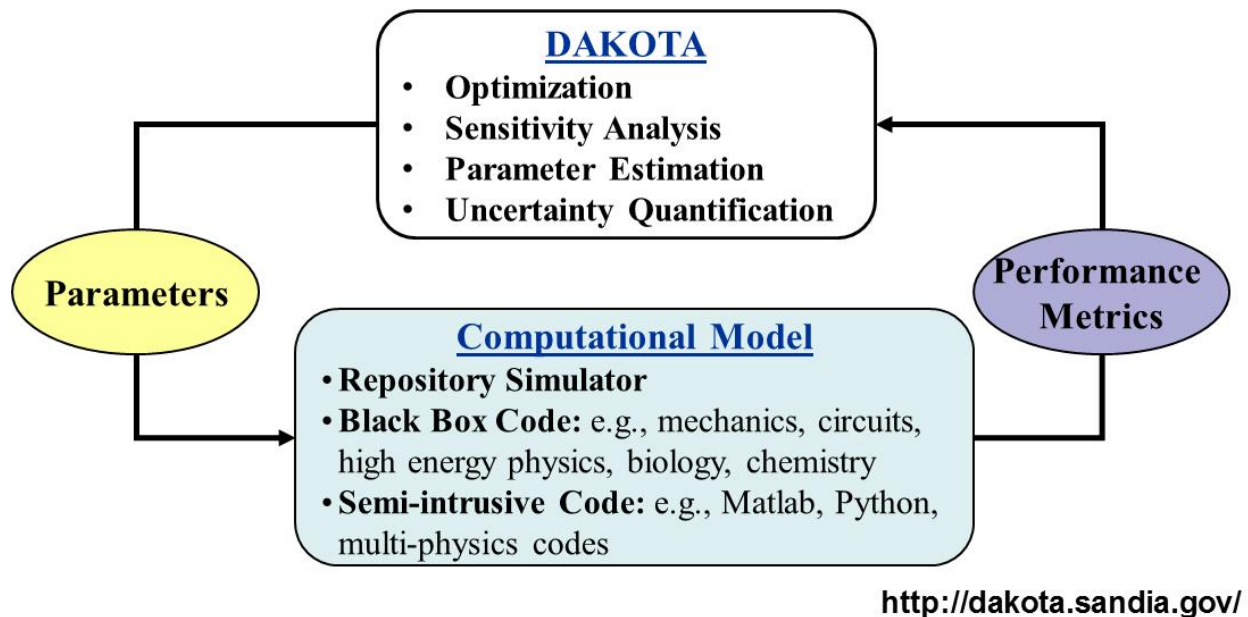 DAKOTA
• Optimization
• Sensitivity Analysis
• Parameter Estimation
• Uncertainty Quantification
Parameters
Performance
Metrics
Computational Model
• Repository Simulator
• Black Box Code: e.g., mechanics, circuits,
high energy physics, biology, chemistry
• Semi-intrusive Code: e.g., Matlab, Python,
multi-physics codes
http://dakota.sandia.gov/